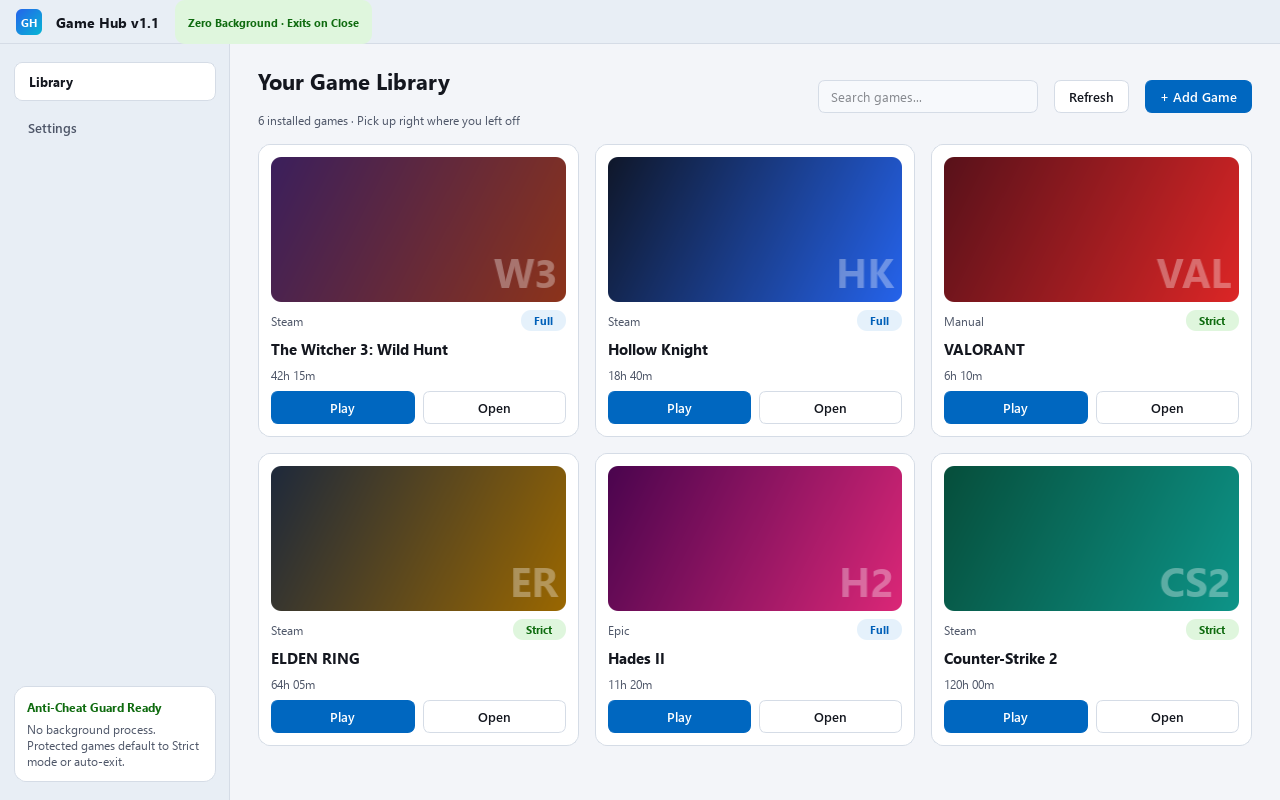 GH
Game Hub v1.1
Zero Background · Exits on Close
Library
Settings
Your Game Library
6 installed games · Pick up right where you left off
Search games...
Refresh
+ Add Game
W3
Steam
Full
The Witcher 3: Wild Hunt
42h 15m
Play
Open
HK
Steam
Full
Hollow Knight
18h 40m
Play
Open
VAL
Manual
Strict
VALORANT
6h 10m
Play
Open
ER
Steam
Strict
ELDEN RING
64h 05m
Play
Open
H2
Epic
Full
Hades II
11h 20m
Play
Open
CS2
Steam
Strict
Counter-Strike 2
120h 00m
Play
Open
Anti-Cheat Guard Ready
No background process.
Protected games default to Strict
mode or auto-exit.